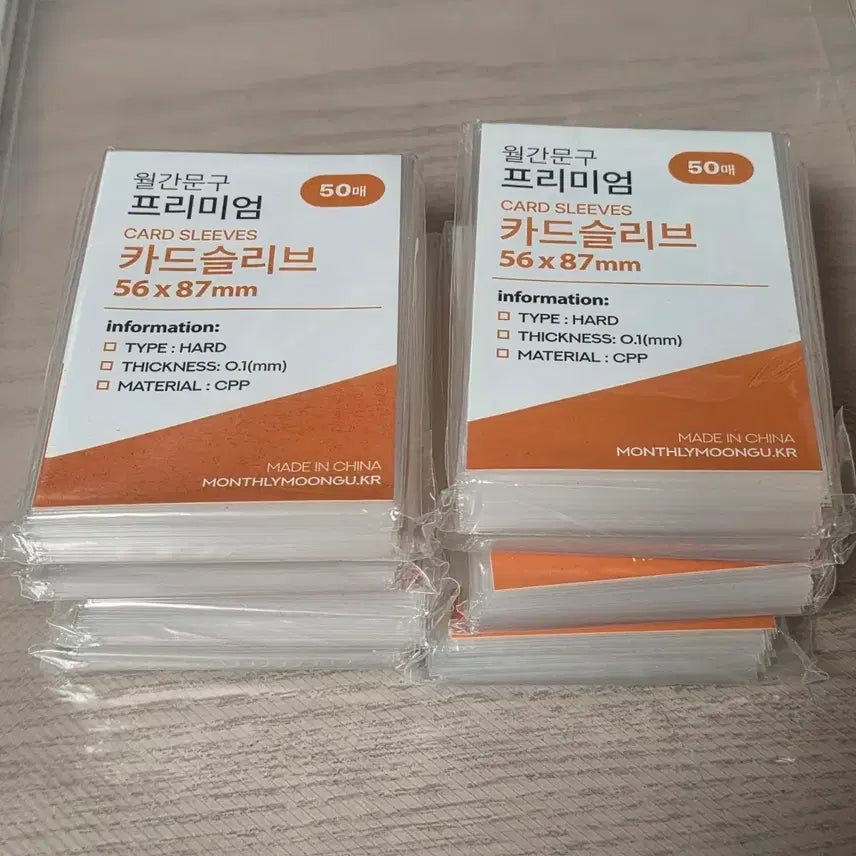 월간문구
프리미엄
50매
CARD SLEEVES
카드슬리브
56 x 87mm
information:
TYPE : HARD
THICKNESS: 0.1(mm)
MATERIAL : CPP
MADE IN CHINA
MONTHLYMOONGU.KR
월간문구
프리미엄
50매
CARD SLEEVES
카드슬리브
56 x 87mm
information:
TYPE : HARD
THICKNESS: 0.1(mm)
MATERIAL : CPP
MADE IN CHINA
MONTHLYMOONGU.KR